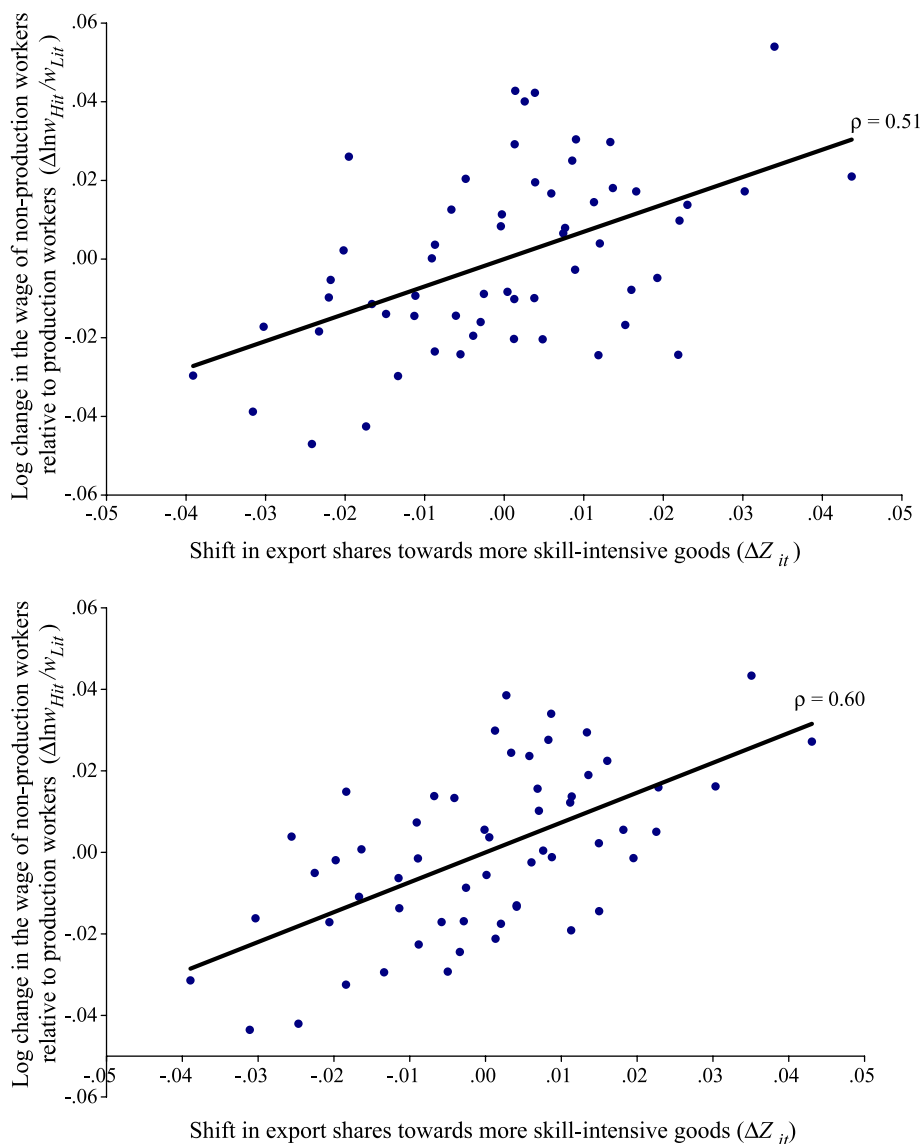 Log change in the wage of non-production workers
relative to production workers (Δlnw_Hit/w_Lit)
.06
.04
.02
.00
-.02
-.04
-.06
ρ = 0.51
-.05 -.04 -.03 -.02 -.01 .00 .01 .02 .03 .04 .05
Shift in export shares towards more skill-intensive goods (ΔZ_it)
Log change in the wage of non-production workers
relative to production workers (Δlnw_Hit/w_Lit)
.06
.04
.02
.00
-.02
-.04
-.06
ρ = 0.60
-.05 -.04 -.03 -.02 -.01 .00 .01 .02 .03 .04 .05
Shift in export shares towards more skill-intensive goods (ΔZ_it)